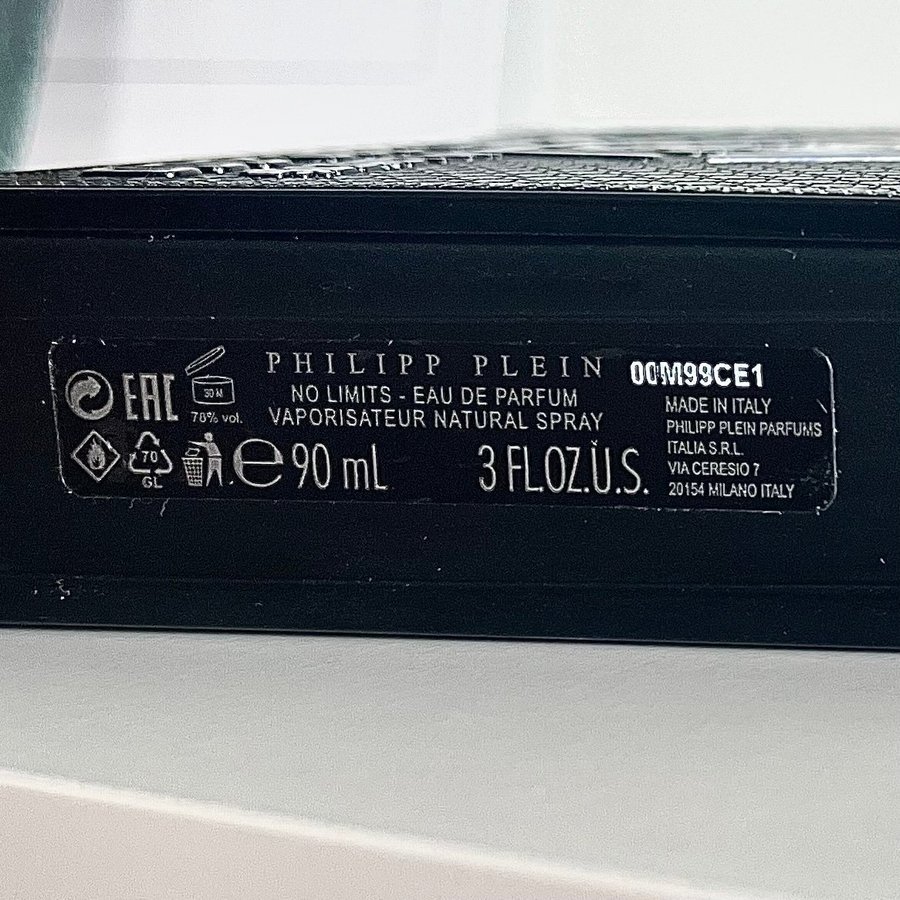 EAC
30 M
78% vol.
PHILIPP PLEIN
NO LIMITS - EAU DE PARFUM
VAPORISATEUR NATURAL SPRAY
70
GL
e 90 mL 3 FL.OZ.U.S.
00M99CE1
MADE IN ITALY
PHILIPP PLEIN PARFUMS
ITALIA S.R.L.
VIA CERESIO 7
20154 MILANO ITALY